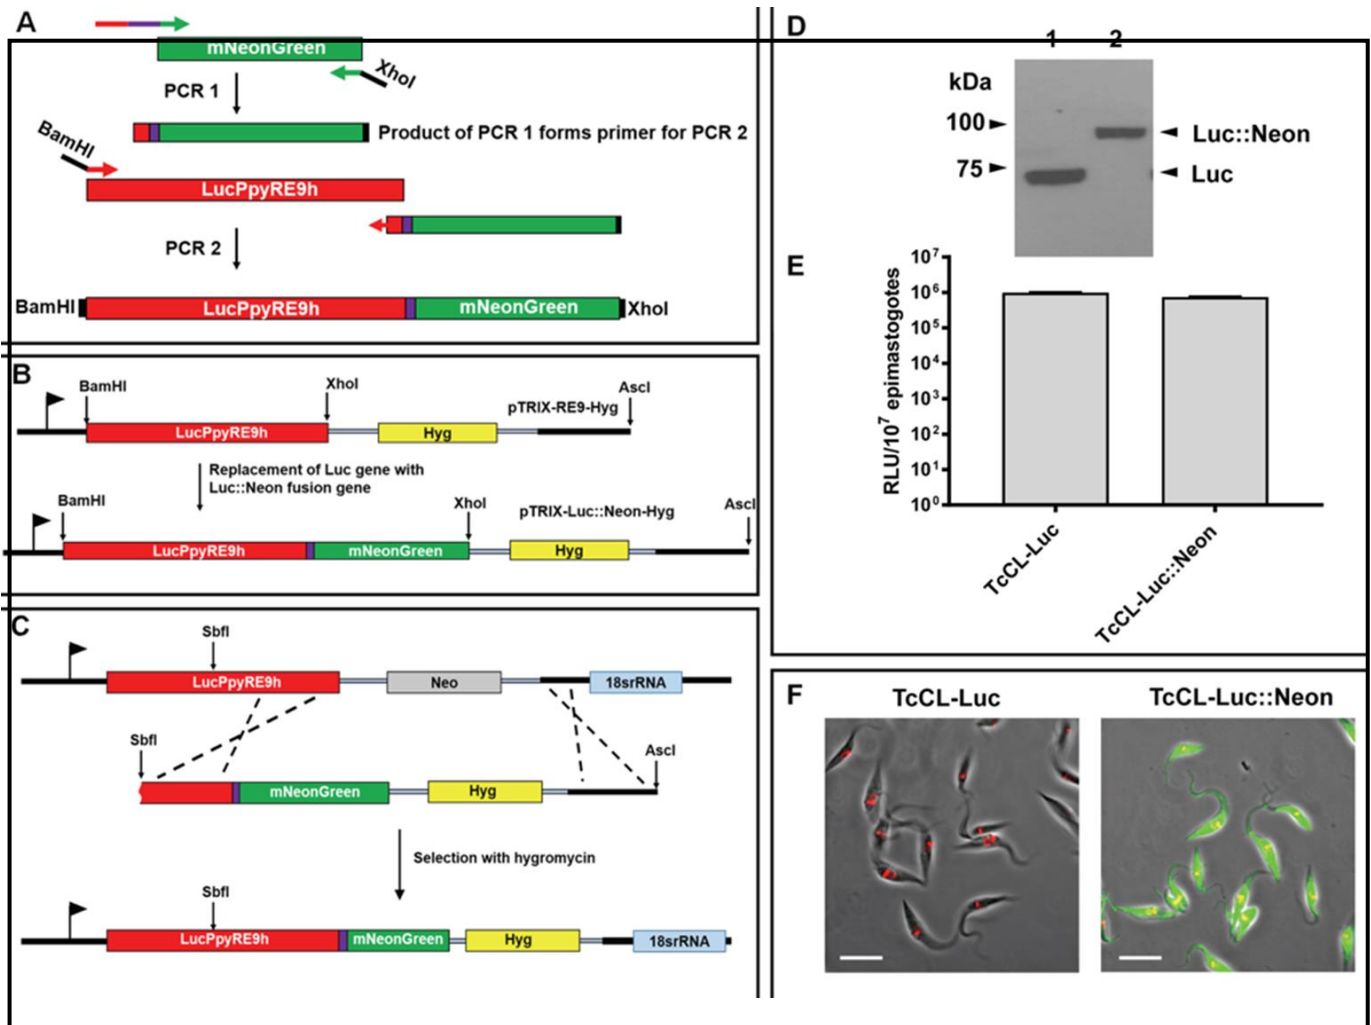 A
mNeonGreen
XhoI
PCR 1
Product of PCR 1 forms primer for PCR 2
BamHI
LucPpyRE9h
PCR 2
BamHI
LucPpyRE9h
mNeonGreen
XhoI
B
BamHI
XhoI
AscI
pTRIX-RE9-Hyg
LucPpyRE9h
Hyg
Replacement of Luc gene with
Luc::Neon fusion gene
BamHI
XhoI
pTRIX-Luc::Neon-Hyg
AscI
LucPpyRE9h
mNeonGreen
Hyg
C
SbfI
LucPpyRE9h
Neo
18srRNA
SbfI
AscI
mNeonGreen
Hyg
Selection with hygromycin
SbfI
LucPpyRE9h
mNeonGreen
Hyg
18srRNA
D
1 2
kDa
100
Luc::Neon
75
Luc
E
RLU/10⁷ epimastogotes
10⁷
10⁶
10⁵
10⁴
10³
10²
10¹
10⁰
TcCL-Luc
TcCL-Luc::Neon
F
TcCL-Luc
TcCL-Luc::Neon